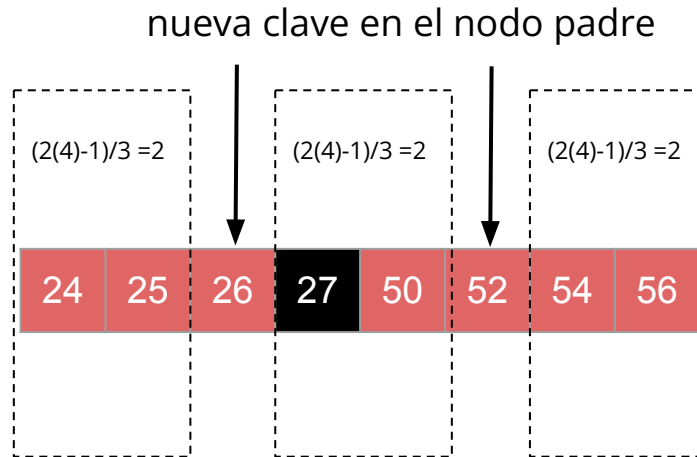 nueva clave en el nodo padre
(2(4)-1)/3 =2 (2(4)-1)/3 =2 (2(4)-1)/3 =2
24 25 26 27 50 52 54 56